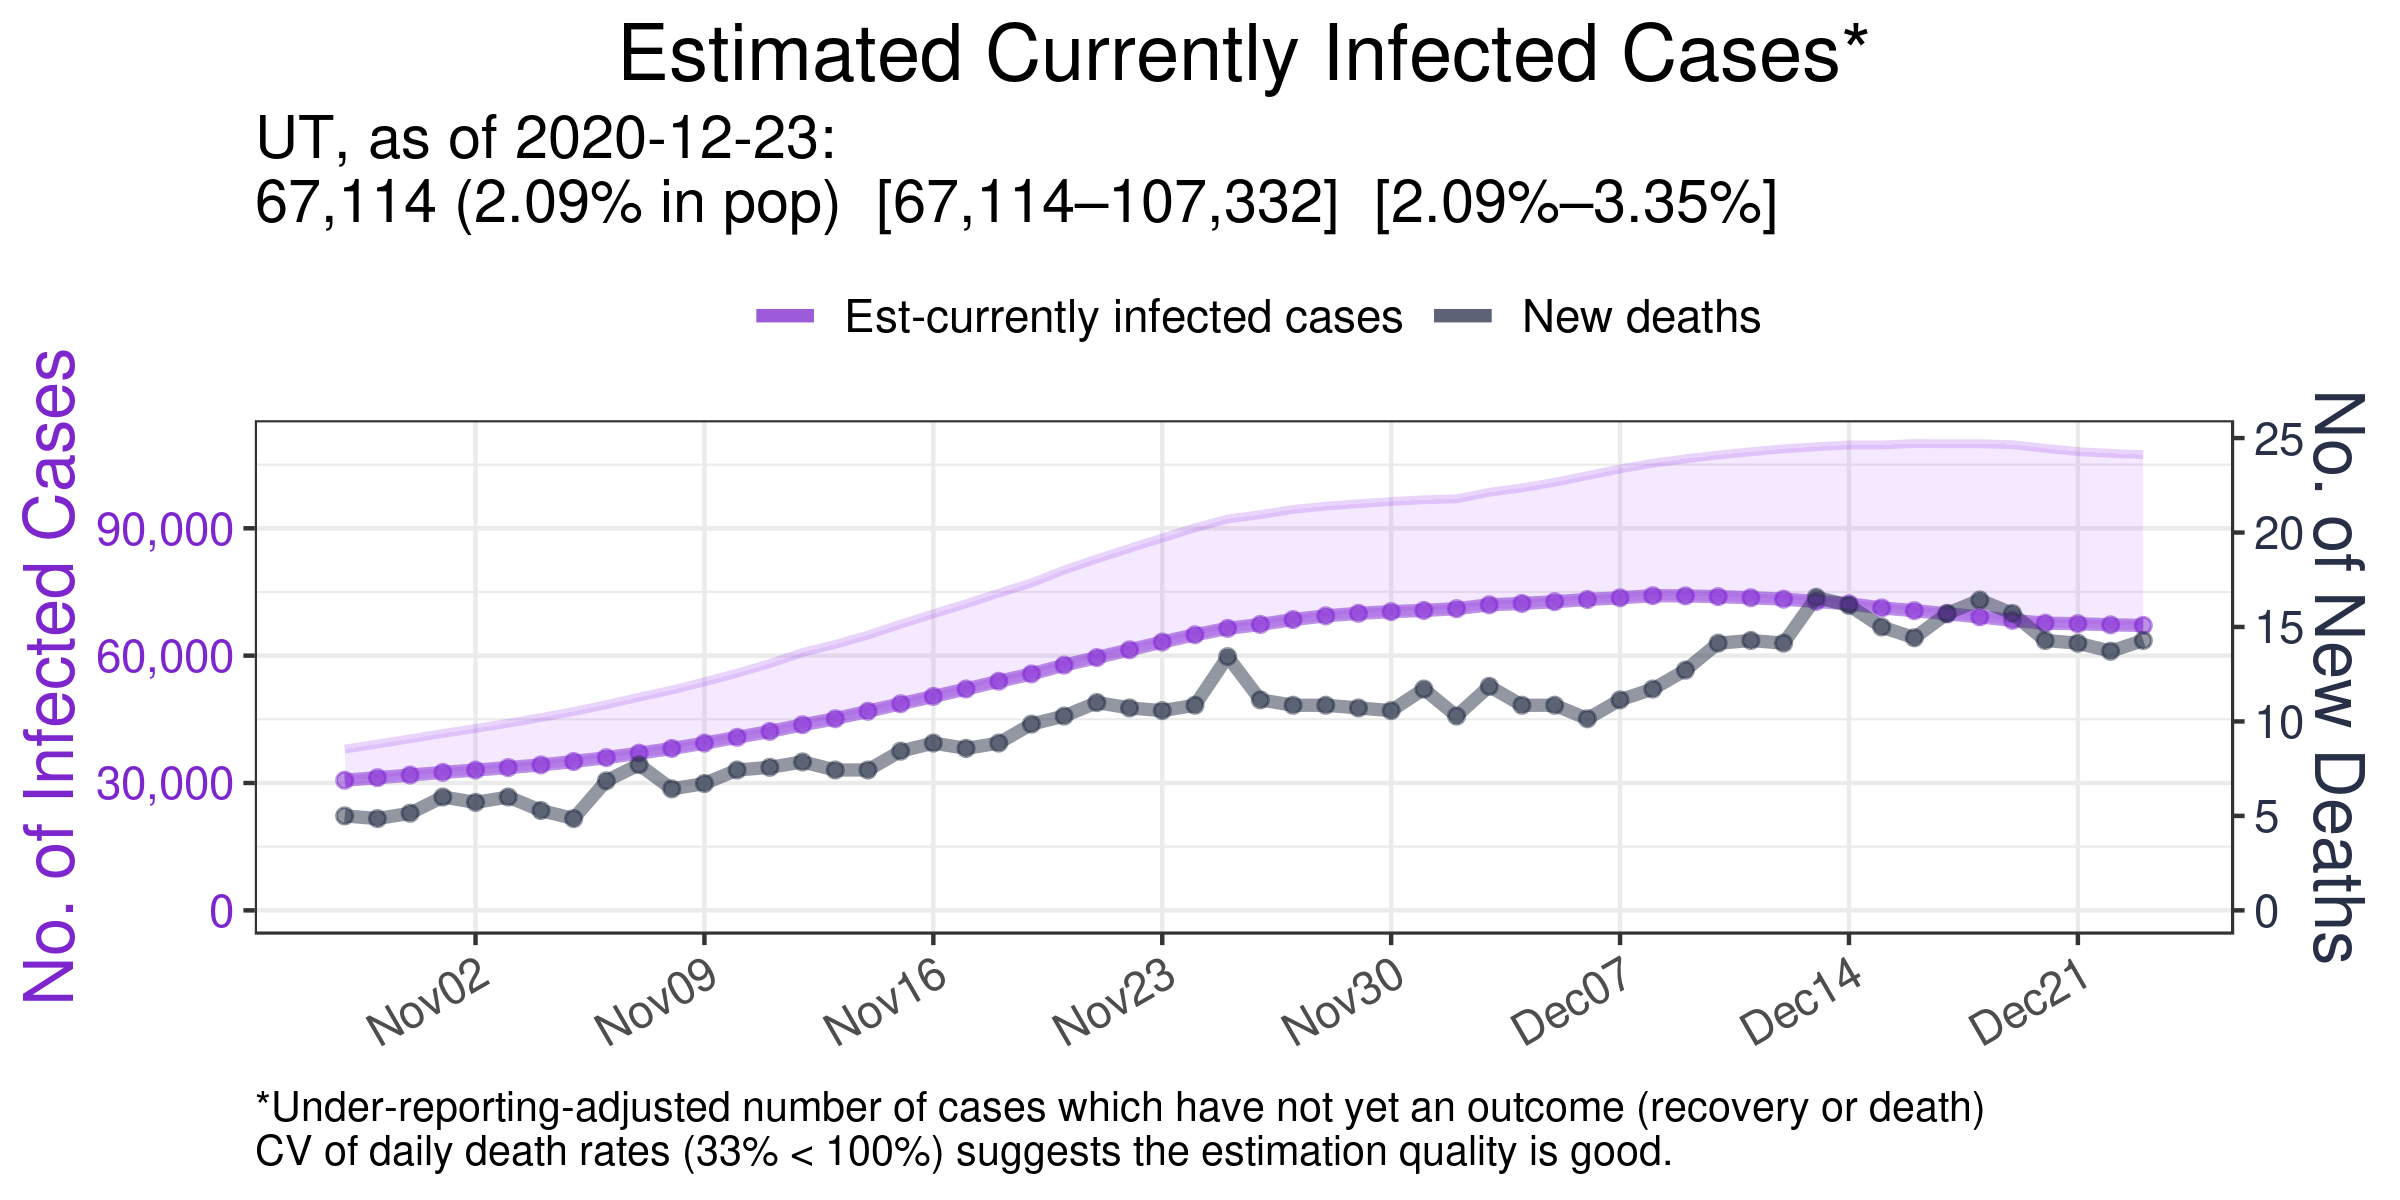 Estimated Currently Infected Cases*
UT, as of 2020-12-23:
67,114 (2.09% in pop) [67,114–107,332] [2.09%–3.35%]
Est-currently infected cases
New deaths
No. of Infected Cases
90,000
60,000
30,000
0
25
20
15
10
5
0
No. of New Deaths
Nov02
Nov09
Nov16
Nov23
Nov30
Dec07
Dec14
Dec21
*Under-reporting-adjusted number of cases which have not yet an outcome (recovery or death)
CV of daily death rates (33% < 100%) suggests the estimation quality is good.